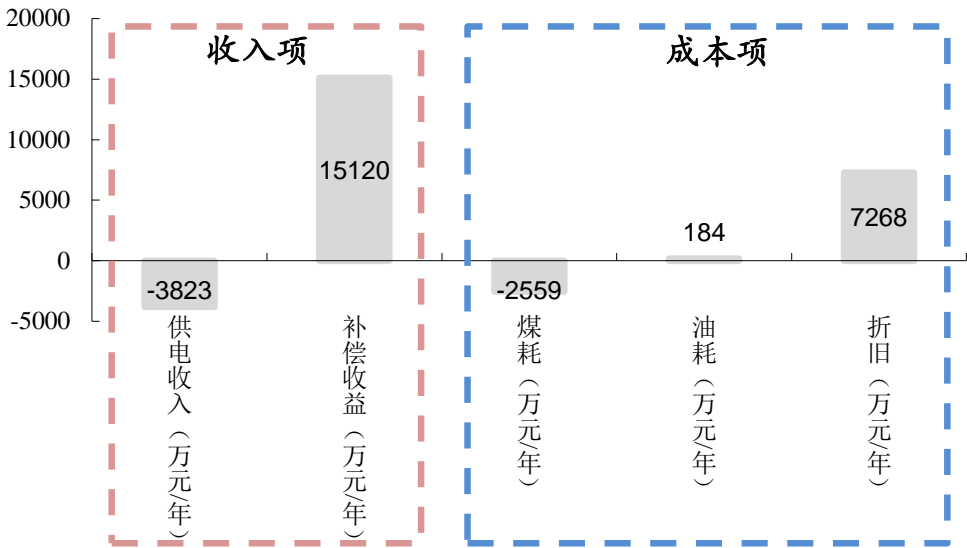 20000
15000
10000
5000
0
-5000
收入项
成本项
-3823
15120
-2559
184
7268
供电收入（万元/年）
补偿收益（万元/年）
煤耗（万元/年）
油耗（万元/年）
折旧（万元/年）